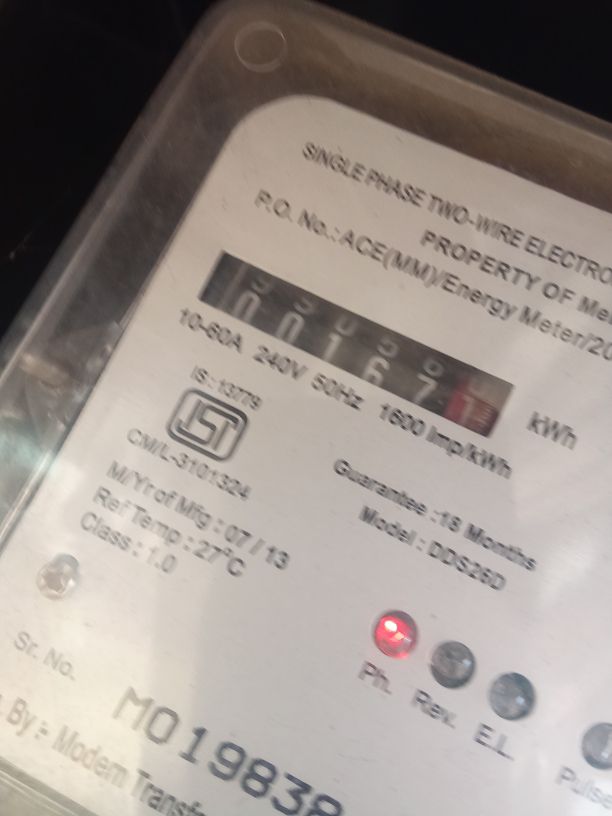 SINGLE PHASE TWO-WIRE ELECTRO
PROPERTY OF Me
P.O. No.:ACE(MM)/Energy Meter/20
001671
kWh
10-60A 240V 50Hz 1600 Imp/kWh
IS:13779
CM/L-3101324
Guarantee :18 Months
Model : DDS26D
M/Yr of Mfg : 07 / 13
Ref Temp : 27°C
Class : 1.0
Ph. Rev. E.L. Pulse
Sr. No.
M019838
By :- Modern Transf